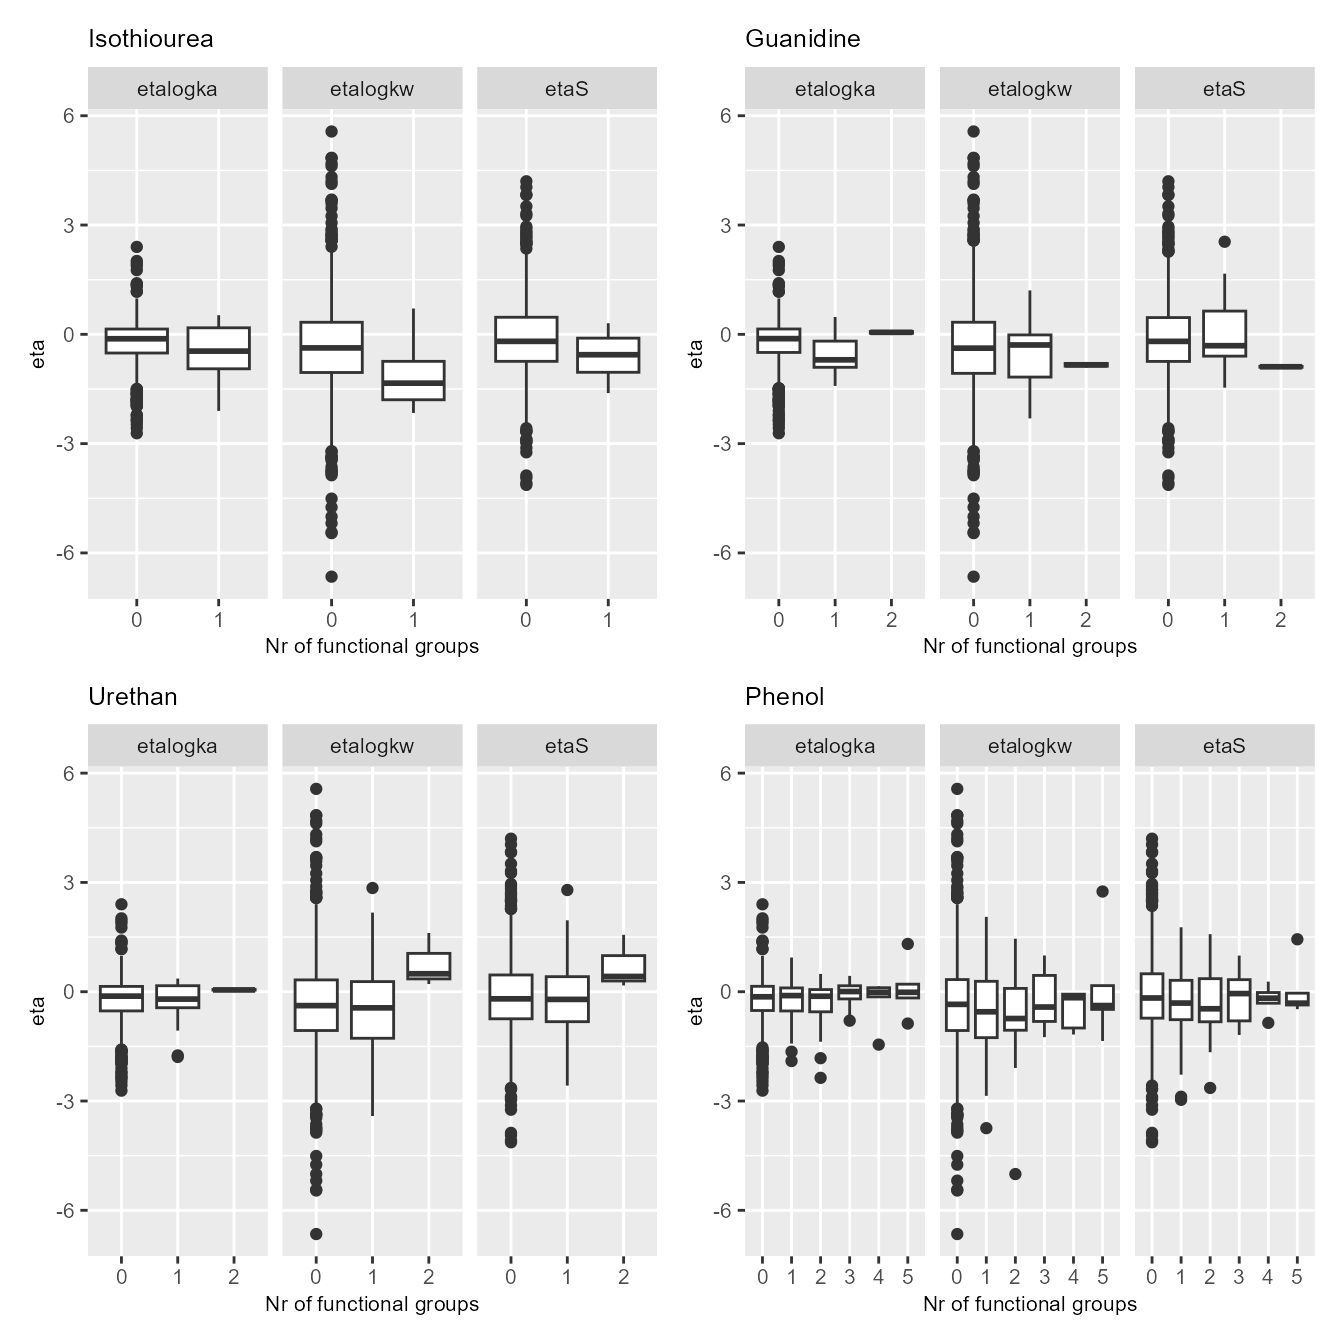 Isothiourea
etalogka etalogkw etaS
6
3
0
-3
-6
eta
0 1 0 1 0 1
Nr of functional groups
Guanidine
etalogka etalogkw etaS
6
3
0
-3
-6
eta
0 1 2 0 1 2 0 1 2
Nr of functional groups
Urethan
etalogka etalogkw etaS
6
3
0
-3
-6
eta
0 1 2 0 1 2 0 1 2
Nr of functional groups
Phenol
etalogka etalogkw etaS
6
3
0
-3
-6
eta
0 1 2 3 4 5 0 1 2 3 4 5 0 1 2 3 4 5
Nr of functional groups